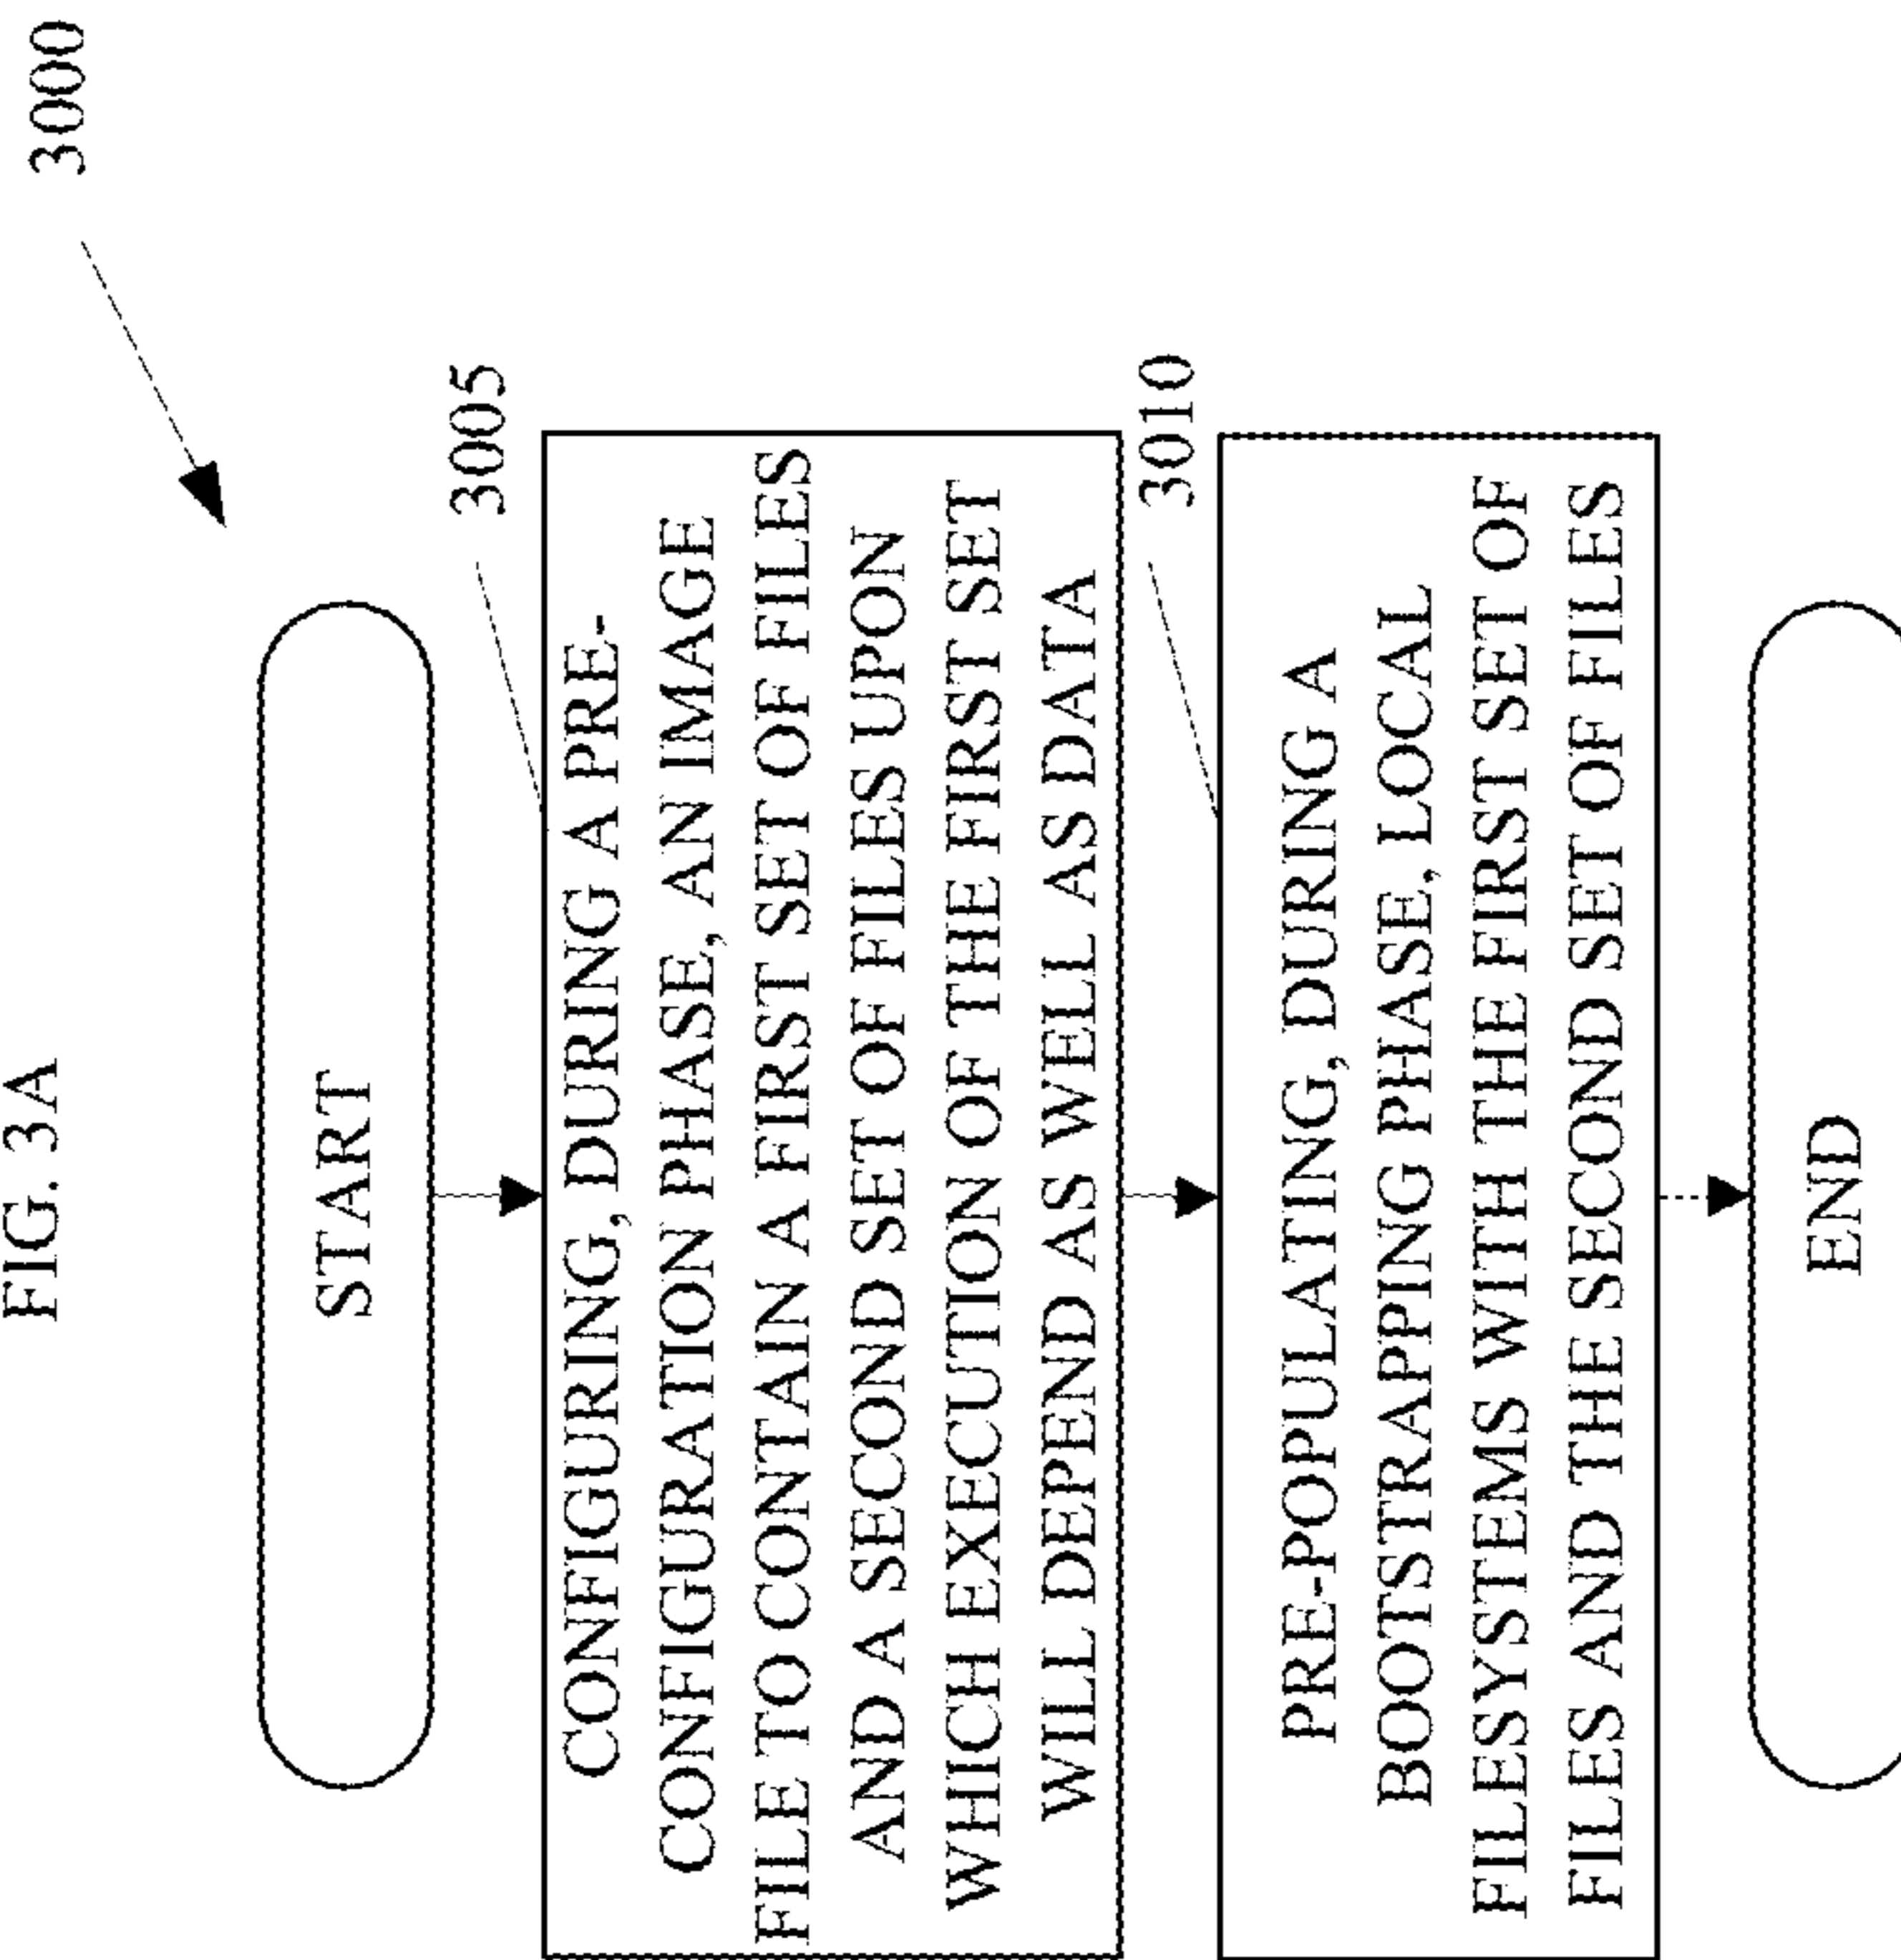 FIG. 3A
3000
START
3005
CONFIGURING, DURING A PRE-
CONFIGURATION PHASE, AN IMAGE
FILE TO CONTAIN A FIRST SET OF FILES
AND A SECOND SET OF FILES UPON
WHICH EXECUTION OF THE FIRST SET
WILL DEPEND AS WELL AS DATA
3010
PRE-POPULATING, DURING A
BOOTSTRAPPING PHASE, LOCAL
FILESYSTEMS WITH THE FIRST SET OF
FILES AND THE SECOND SET OF FILES
END